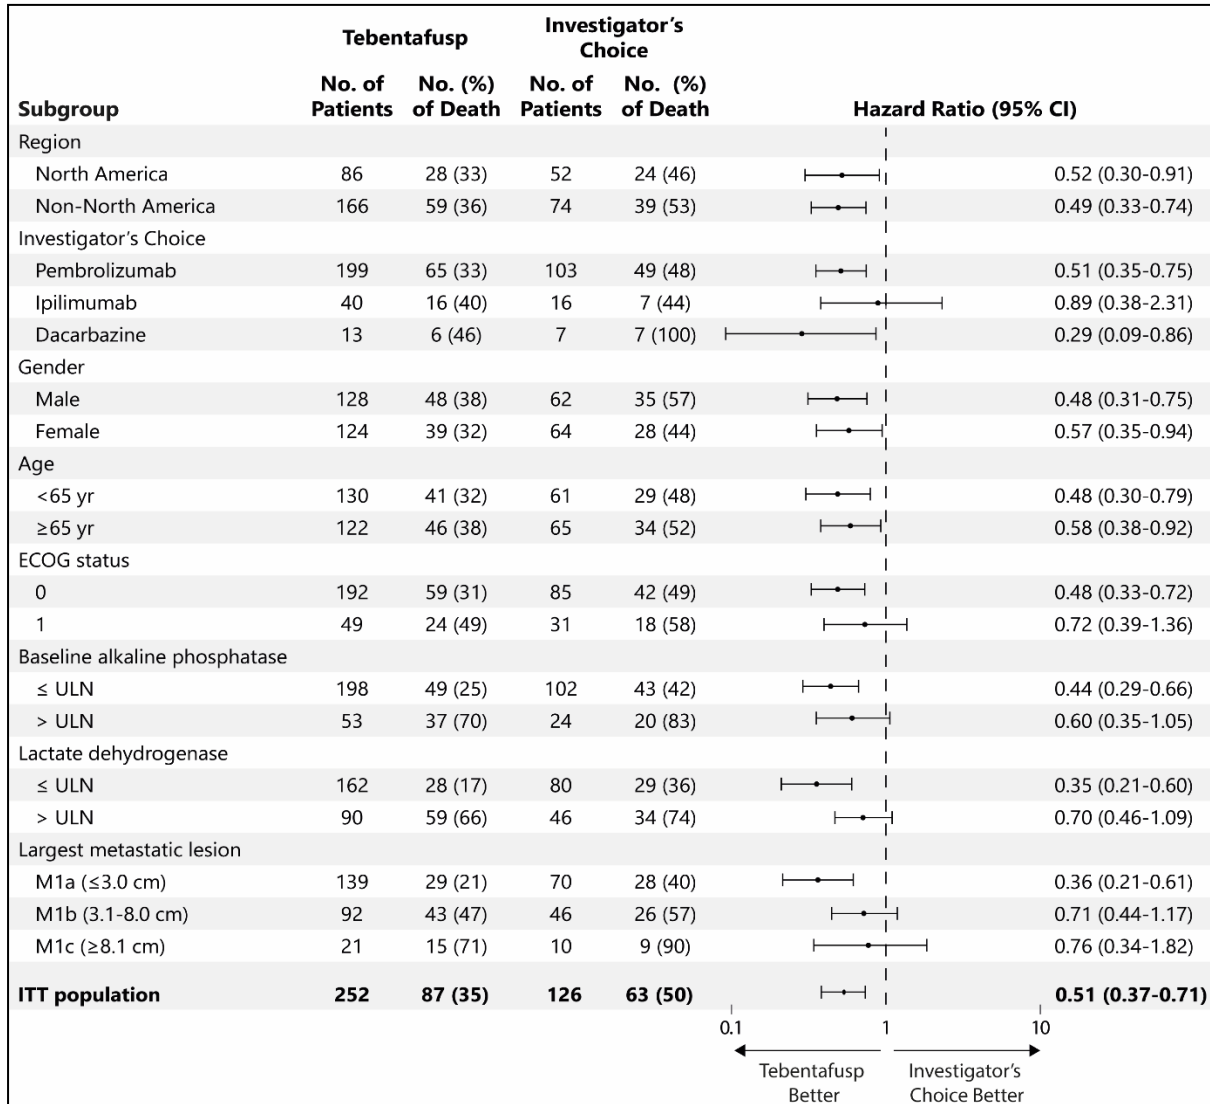 Tebentafusp Investigator's Choice
Subgroup No. of Patients No. (%) of Death No. of Patients No. (%) of Death Hazard Ratio (95% CI)
Region
North America 86 28 (33) 52 24 (46) 0.52 (0.30-0.91)
Non-North America 166 59 (36) 74 39 (53) 0.49 (0.33-0.74)
Investigator's Choice
Pembrolizumab 199 65 (33) 103 49 (48) 0.51 (0.35-0.75)
Ipilimumab 40 16 (40) 16 7 (44) 0.89 (0.38-2.31)
Dacarbazine 13 6 (46) 7 7 (100) 0.29 (0.09-0.86)
Gender
Male 128 48 (38) 62 35 (57) 0.48 (0.31-0.75)
Female 124 39 (32) 64 28 (44) 0.57 (0.35-0.94)
Age
<65 yr 130 41 (32) 61 29 (48) 0.48 (0.30-0.79)
≥65 yr 122 46 (38) 65 34 (52) 0.58 (0.38-0.92)
ECOG status
0 192 59 (31) 85 42 (49) 0.48 (0.33-0.72)
1 49 24 (49) 31 18 (58) 0.72 (0.39-1.36)
Baseline alkaline phosphatase
≤ ULN 198 49 (25) 102 43 (42) 0.44 (0.29-0.66)
> ULN 53 37 (70) 24 20 (83) 0.60 (0.35-1.05)
Lactate dehydrogenase
≤ ULN 162 28 (17) 80 29 (36) 0.35 (0.21-0.60)
> ULN 90 59 (66) 46 34 (74) 0.70 (0.46-1.09)
Largest metastatic lesion
M1a (≤3.0 cm) 139 29 (21) 70 28 (40) 0.36 (0.21-0.61)
M1b (3.1-8.0 cm) 92 43 (47) 46 26 (57) 0.71 (0.44-1.17)
M1c (≥8.1 cm) 21 15 (71) 10 9 (90) 0.76 (0.34-1.82)
ITT population 252 87 (35) 126 63 (50) 0.51 (0.37-0.71)
0.1 1 10
Tebentafusp Better Investigator's Choice Better